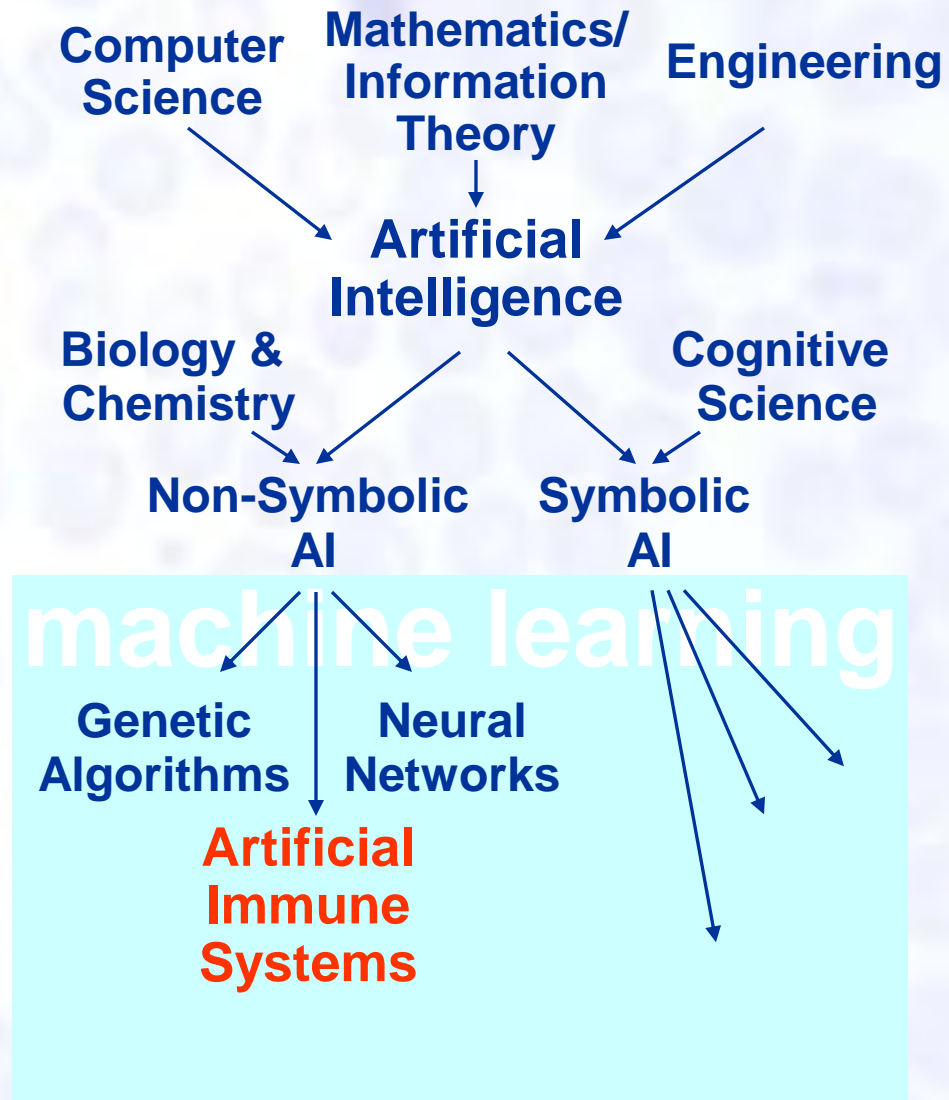 Computer
Science
Mathematics/
Information
Theory
Engineering
Artificial
Intelligence
Biology &
Chemistry
Cognitive
Science
Non-Symbolic
AI
Symbolic
AI
machine learning
Genetic
Algorithms
Neural
Networks
Artificial
Immune
Systems